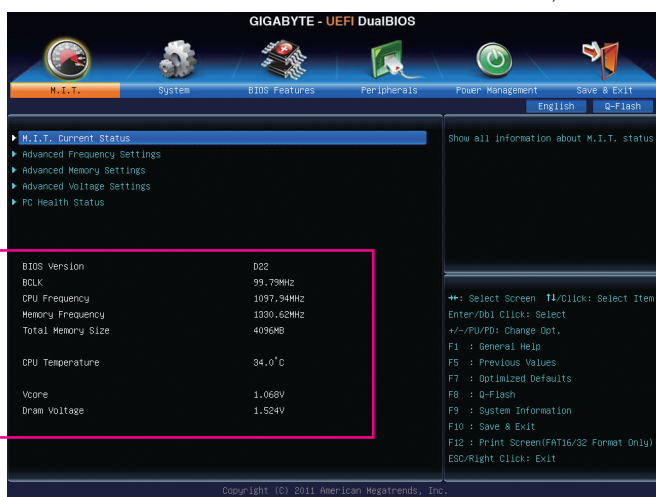 GIGABYTE - UEFI DualBIOS
M.I.T. System BIOS Features Peripherals Power Management Save & Exit
English Q-Flash
M.I.T. Current Status
Advanced Frequency Settings
Advanced Memory Settings
Advanced Voltage Settings
PC Health Status
Show all information about M.I.T. status
BIOS Version D22
BCLK 99.79MHz
CPU Frequency 1097.94MHz
Memory Frequency 1330.62MHz
Total Memory Size 4096MB
CPU Temperature 34.0°C
Vcore 1.068V
Dram Voltage 1.524V
→←: Select Screen ↑↓/Click: Select Item
Enter/Dbl Click: Select
+/-/PU/PD: Change Opt.
F1 : General Help
F5 : Previous Values
F7 : Optimized Defaults
F8 : Q-Flash
F9 : System Information
F10 : Save & Exit
F12 : Print Screen(FAT16/32 Format Only)
ESC/Right Click: Exit
Copyright (C) 2011 American Megatrends, Inc.